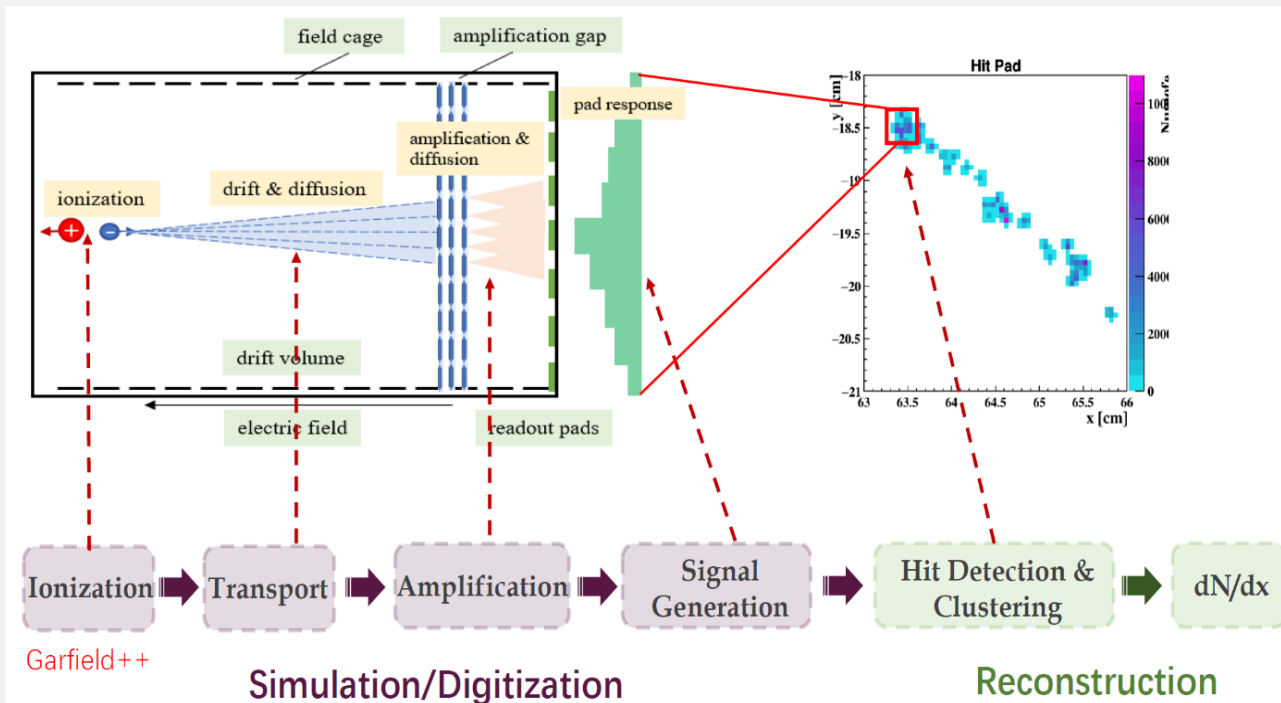 field cage
amplification gap
pad response
amplification &
diffusion
ionization
drift & diffusion
+
−
drift volume
electric field
readout pads
Hit Pad
y [cm]
−18
−18.5
−19
−19.5
−20
−20.5
−21
63
63.5
64
64.5
65
65.5
66
x [cm]
8000
6000
4000
2000
0
Ionization
Transport
Amplification
Signal
Generation
Hit Detection &
Clustering
dN/dx
Garfield++
Simulation/Digitization
Reconstruction